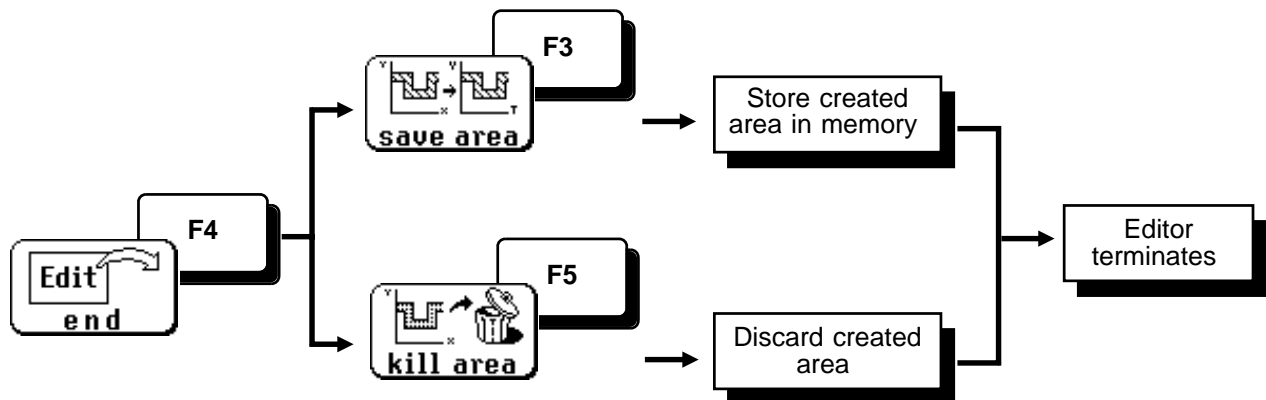 F4
Edit
end
F3
Y
Y
X
T
save area
Store created
area in memory
F5
Y
X
kill area
Discard created
area
Editor
terminates